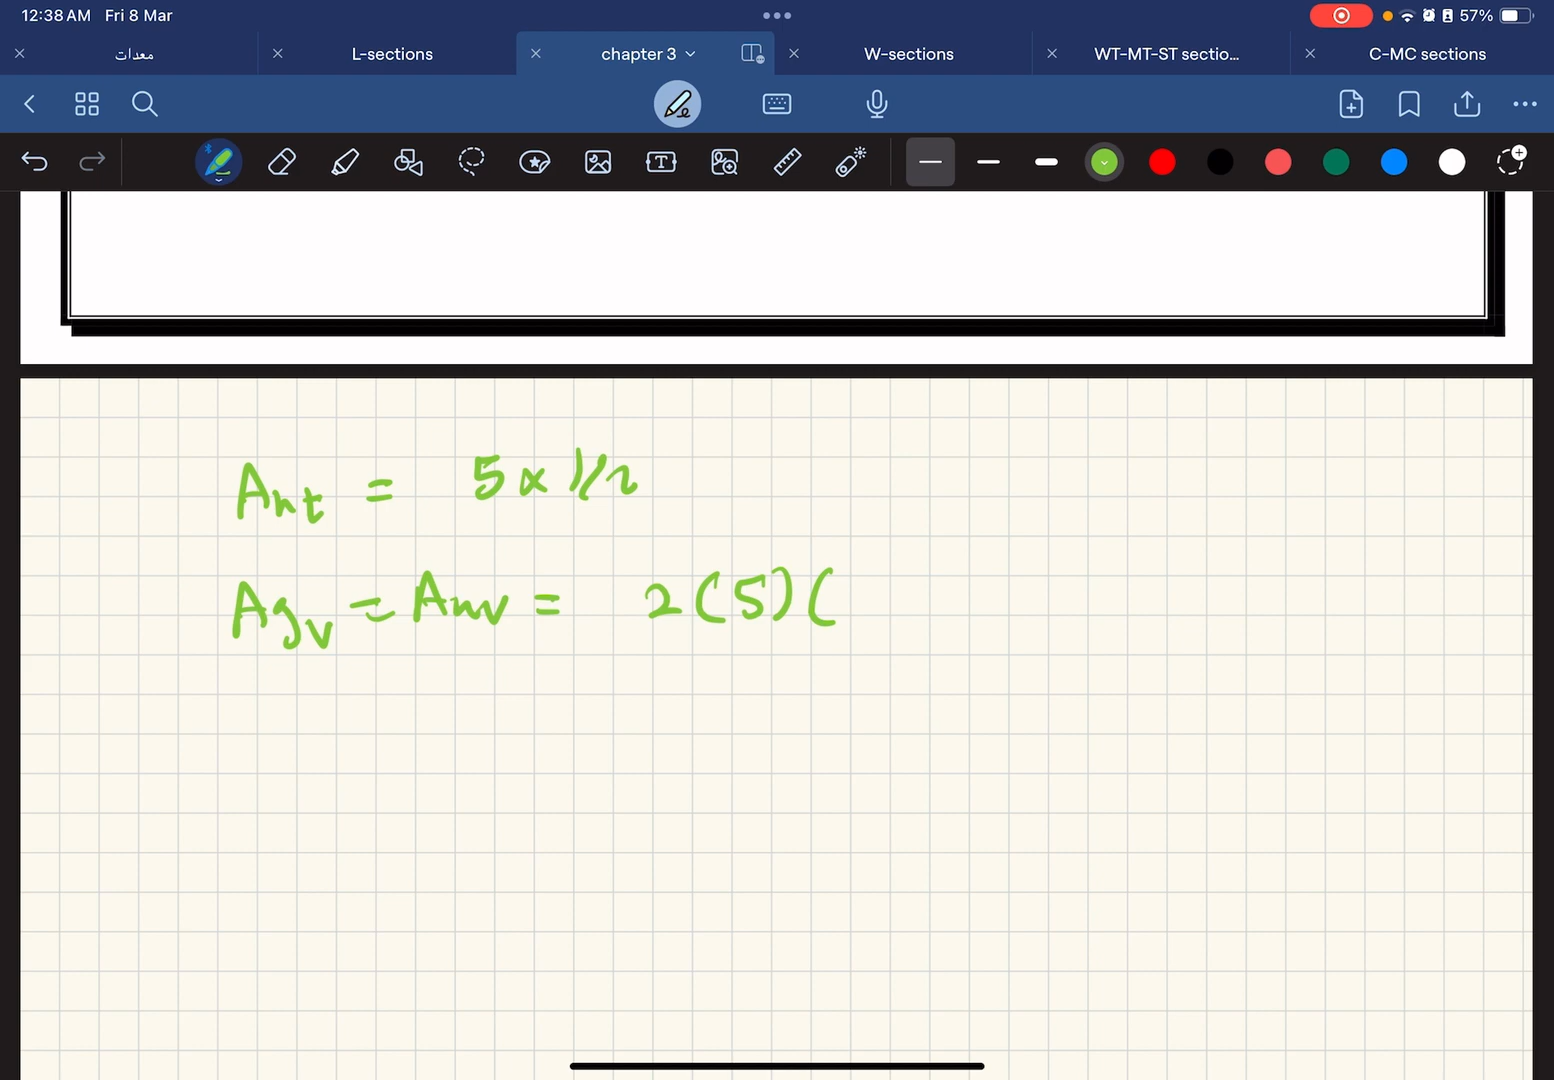 12:38 AM Fri 8 Mar 57%
معدات L-sections chapter 3 W-sections WT-MT-ST sectio... C-MC sections
Ant = 5 x 1/2
Agv = Anv = 2(5)(